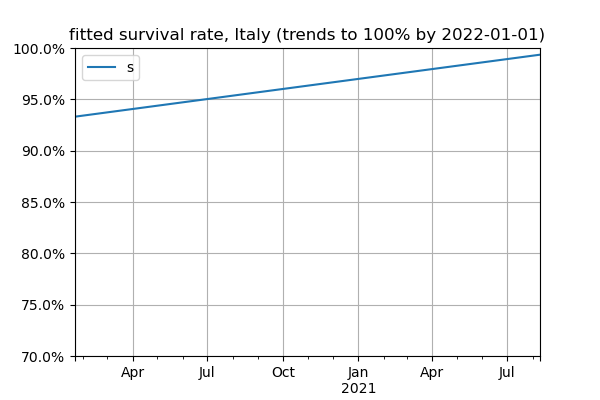 fitted survival rate, Italy (trends to 100% by 2022-01-01)
100.0%
s
95.0%
90.0%
85.0%
80.0%
75.0%
70.0%
Apr Jul Oct Jan Apr Jul
2021